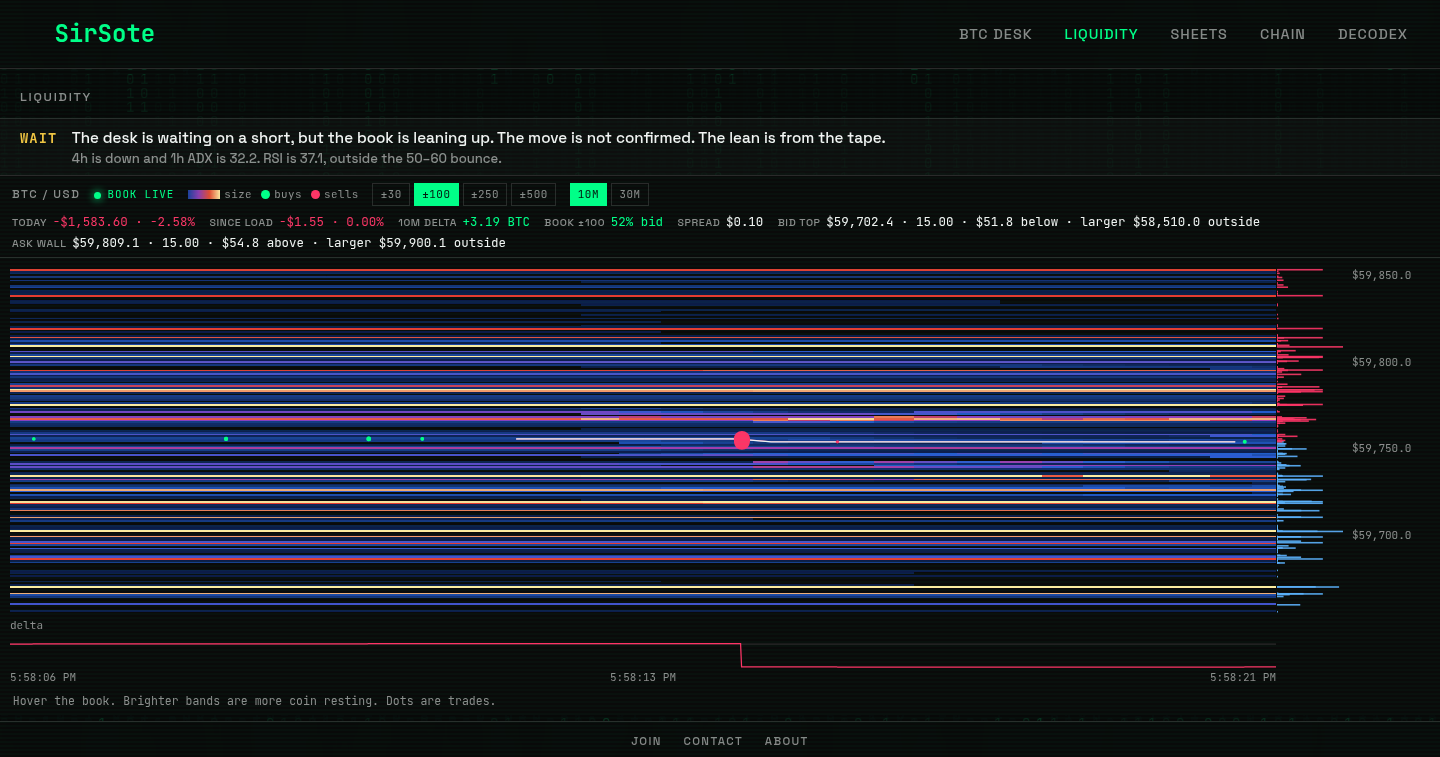 SirSote
BTC DESK LIQUIDITY SHEETS CHAIN DECODEX
LIQUIDITY
WAIT The desk is waiting on a short, but the book is leaning up. The move is not confirmed. The lean is from the tape.
4h is down and 1h ADX is 32.2. RSI is 37.1, outside the 50–60 bounce.
BTC / USD BOOK LIVE size buys sells ±30 ±100 ±250 ±500 10M 30M
TODAY -$1,583.60 · -2.58% SINCE LOAD -$1.55 · 0.00% 10M DELTA +3.19 BTC BOOK ±100 52% bid SPREAD $0.10 BID TOP $59,702.4 · 15.00 · $51.8 below · larger $58,510.0 outside
ASK WALL $59,809.1 · 15.00 · $54.8 above · larger $59,900.1 outside
$59,850.0
$59,800.0
$59,750.0
$59,700.0
delta
5:58:06 PM 5:58:13 PM 5:58:21 PM
Hover the book. Brighter bands are more coin resting. Dots are trades.
JOIN CONTACT ABOUT